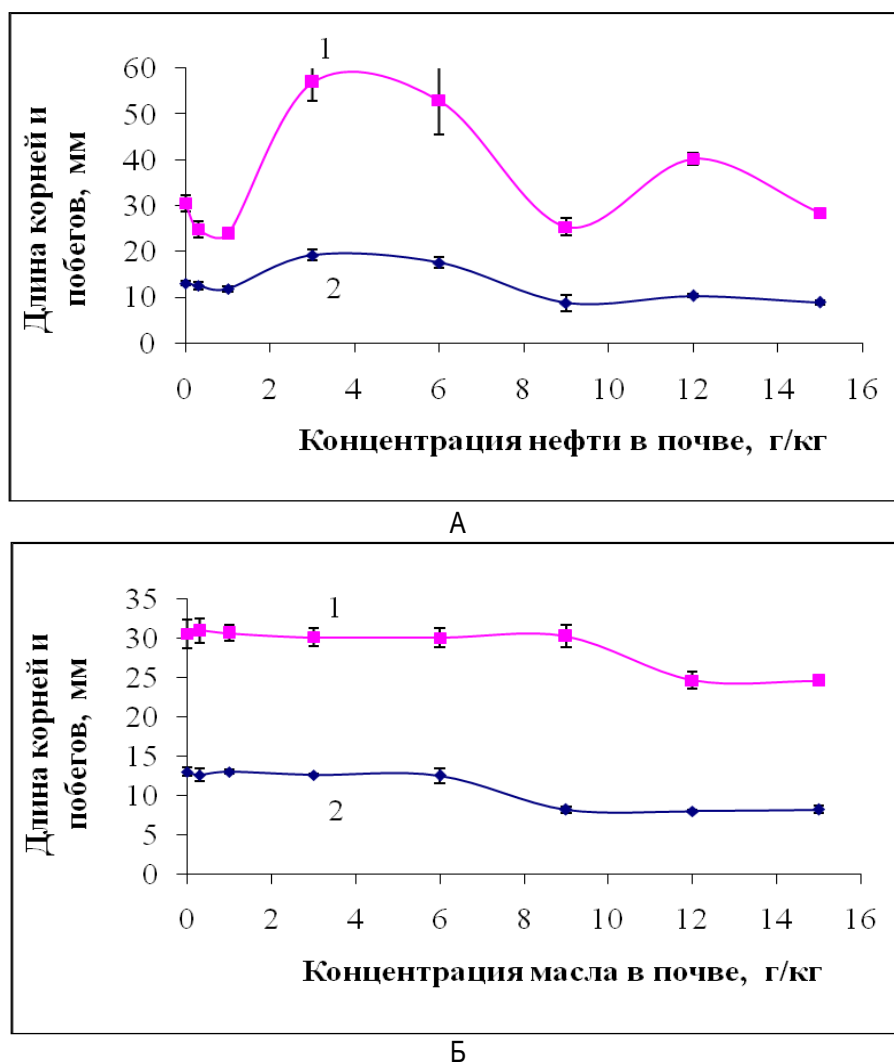 1
60
50
40
30
20
10
0
Длина корней и
побегов, мм
2
0 2 4 6 8 10 12 14 16
Концентрация нефти в почве, г/кг
А
35
30
25
20
15
10
5
0
Длина корней и
побегов, мм
1
2
0 2 4 6 8 10 12 14 16
Концентрация масла в почве, г/кг
Б